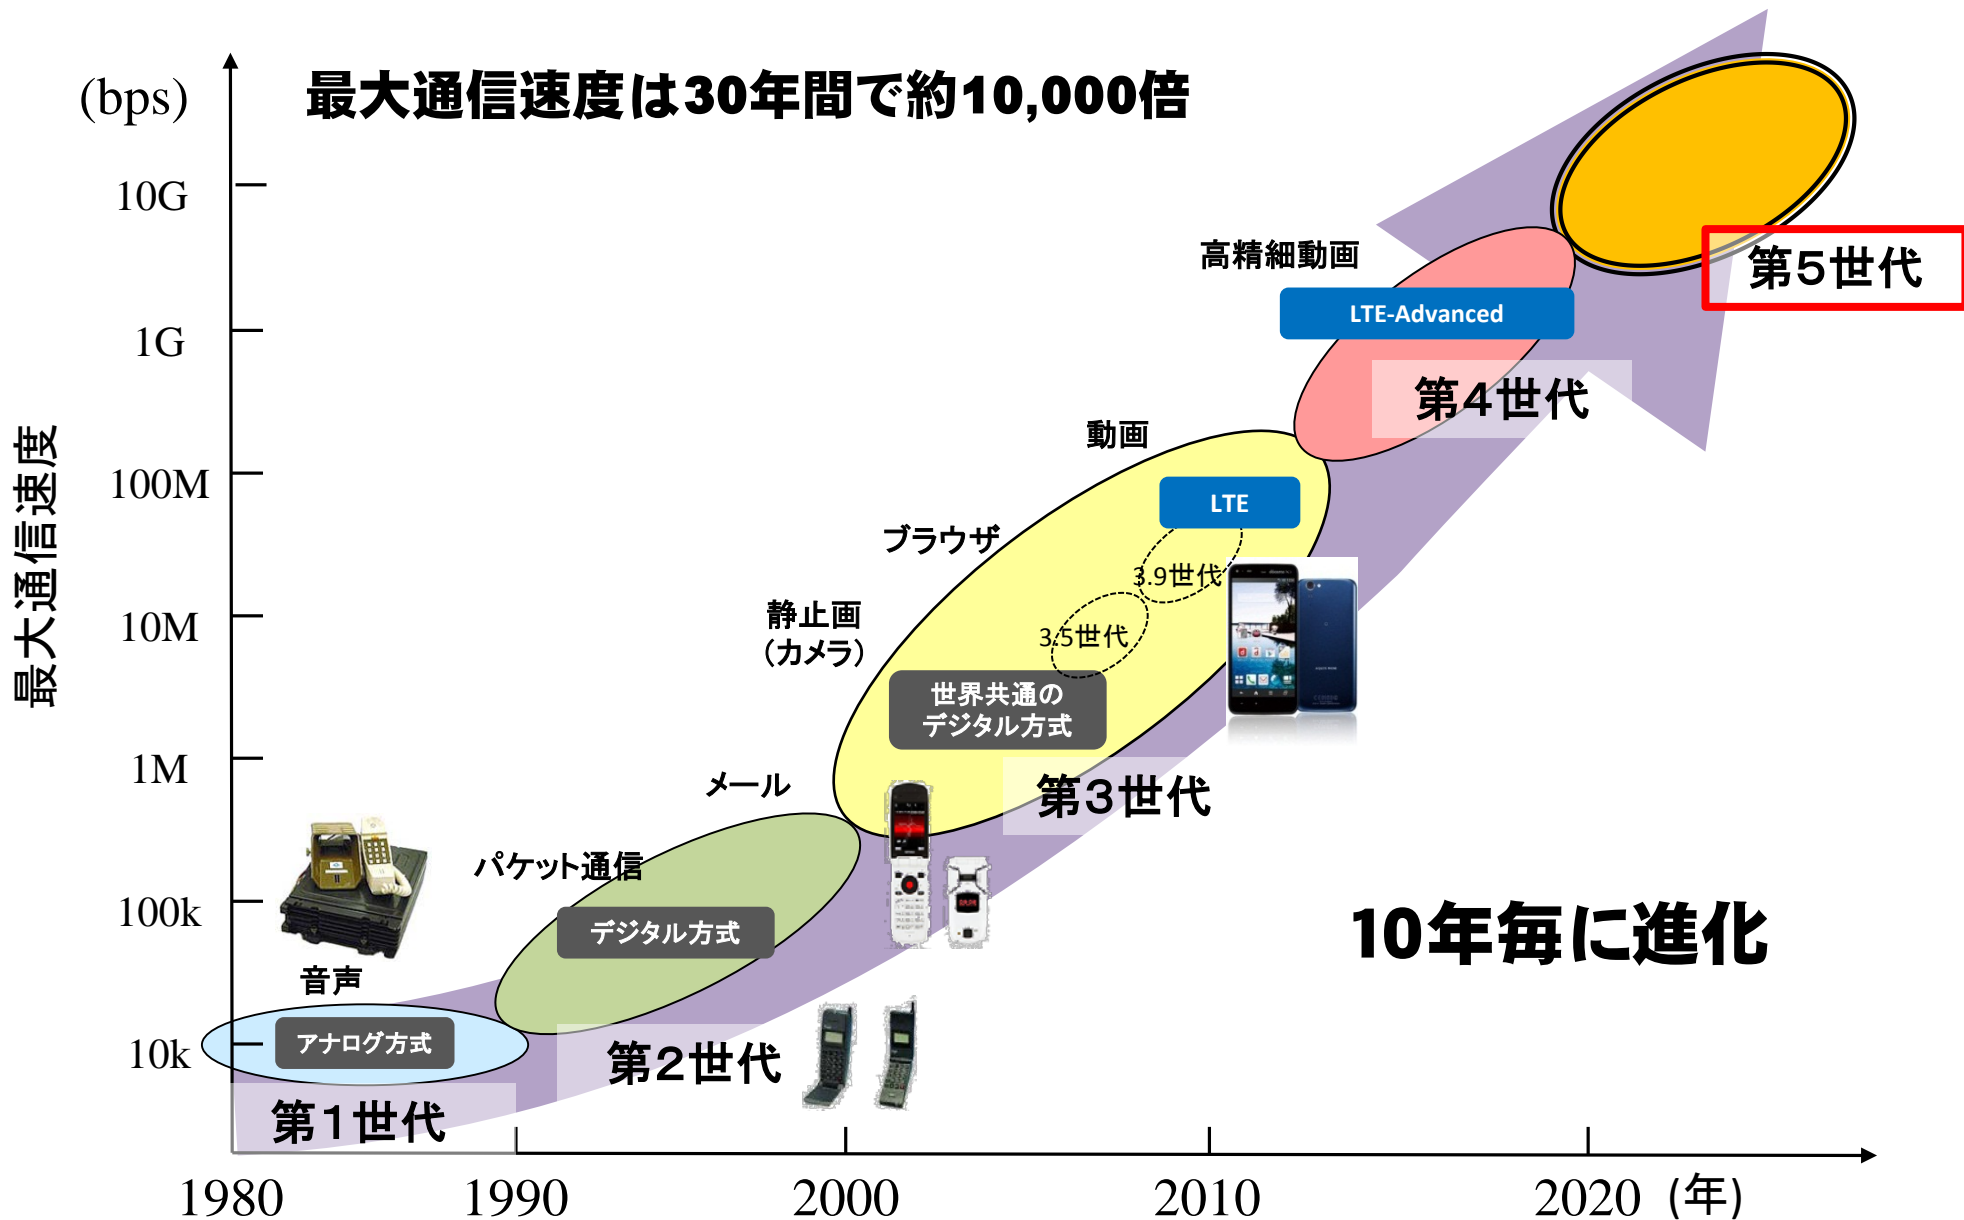 (bps)
最大通信速度は30年間で約10,000倍
10G
高精細動画
第5世代
LTE-Advanced
1G
第4世代
動画
100M
LTE
ブラウザ
3.9世代
静止画
（カメラ）
10M
3.5世代
最大通信速度
世界共通の
デジタル方式
1M
メール
第3世代
パケット通信
100k
デジタル方式
10年毎に進化
音声
アナログ方式
10k
第2世代
第1世代
1980
1990
2000
2010
2020
(年)